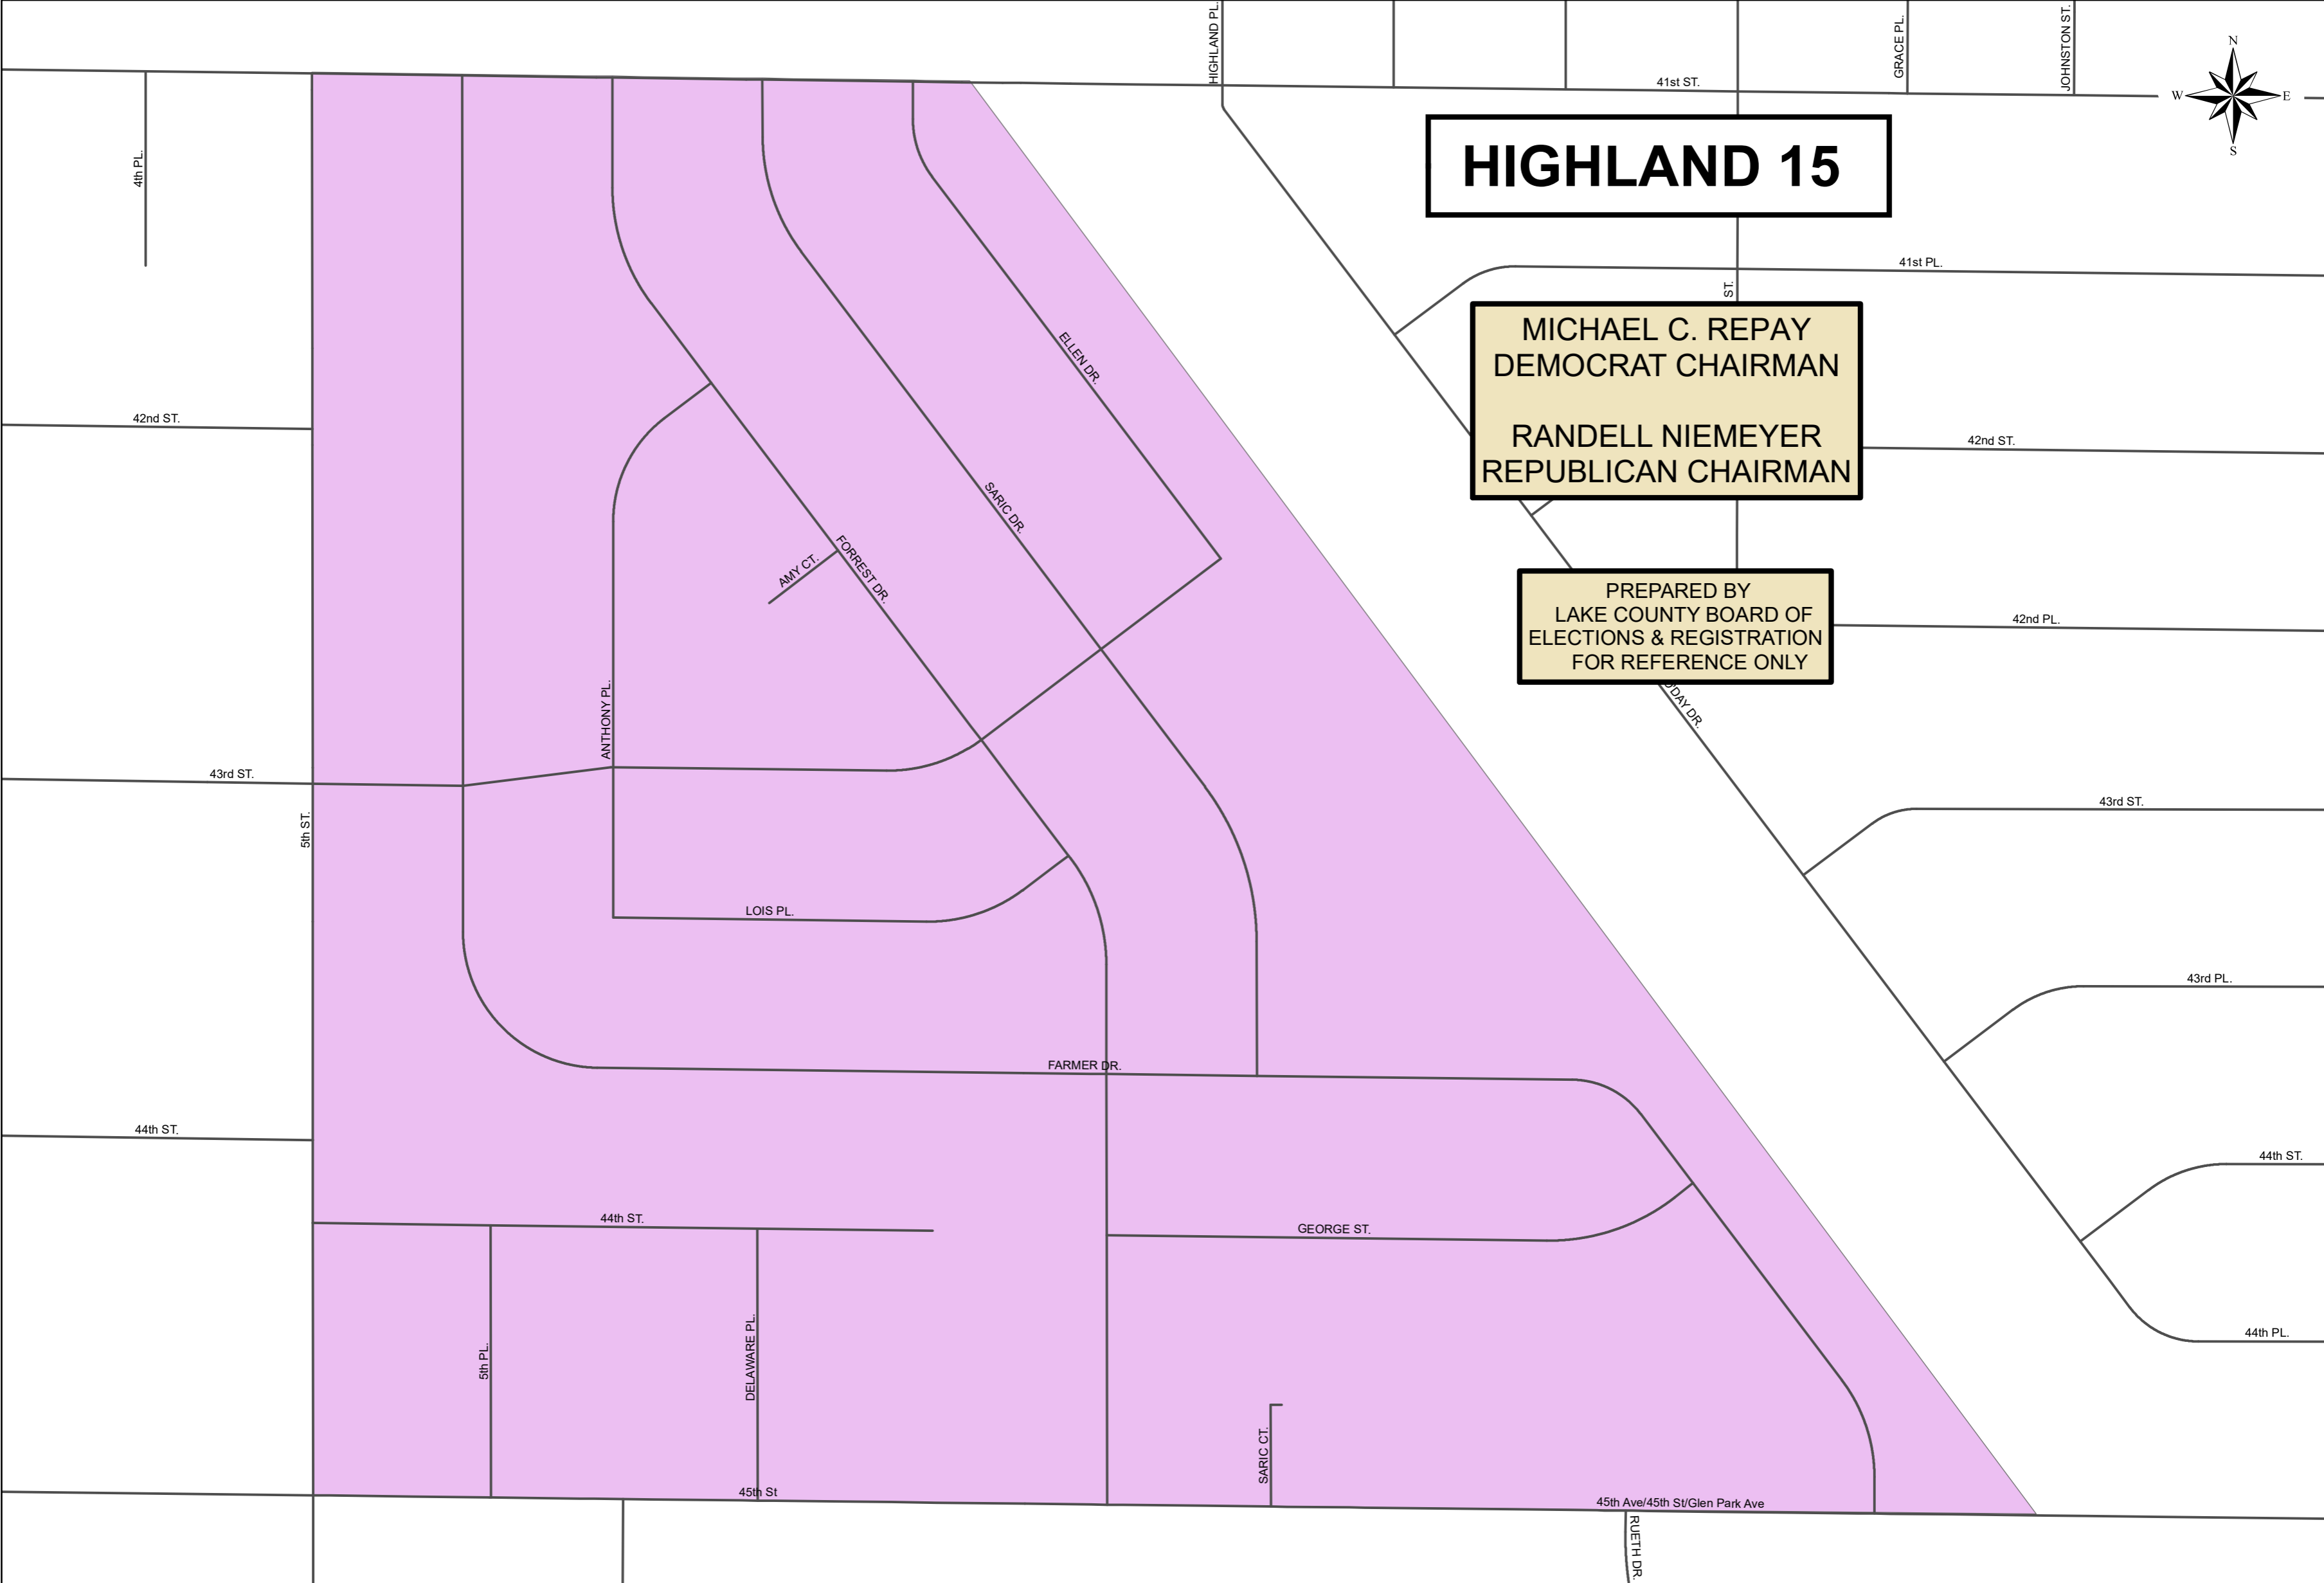 HIGHLAND PL.
GRACE PL.
JOHNSTON ST.
N
W
E
S
41st ST.
HIGHLAND 15
4th PL.
41st PL.
ST.
MICHAEL C. REPAY
DEMOCRAT CHAIRMAN
RANDELL NIEMEYER
REPUBLICAN CHAIRMAN
ELLEN DR.
42nd ST.
42nd ST.
SARIC DR.
FORREST DR.
AMY CT.
PREPARED BY
LAKE COUNTY BOARD OF
ELECTIONS & REGISTRATION
FOR REFERENCE ONLY
42nd PL.
O'DAY DR.
ANTHONY PL.
43rd ST.
43rd ST.
5th ST.
LOIS PL.
43rd PL.
FARMER DR.
44th ST.
44th ST.
44th ST.
GEORGE ST.
44th PL.
5th PL.
DELAWARE PL.
SARIC CT.
45th St
45th Ave/45th St/Glen Park Ave
RUETH DR.